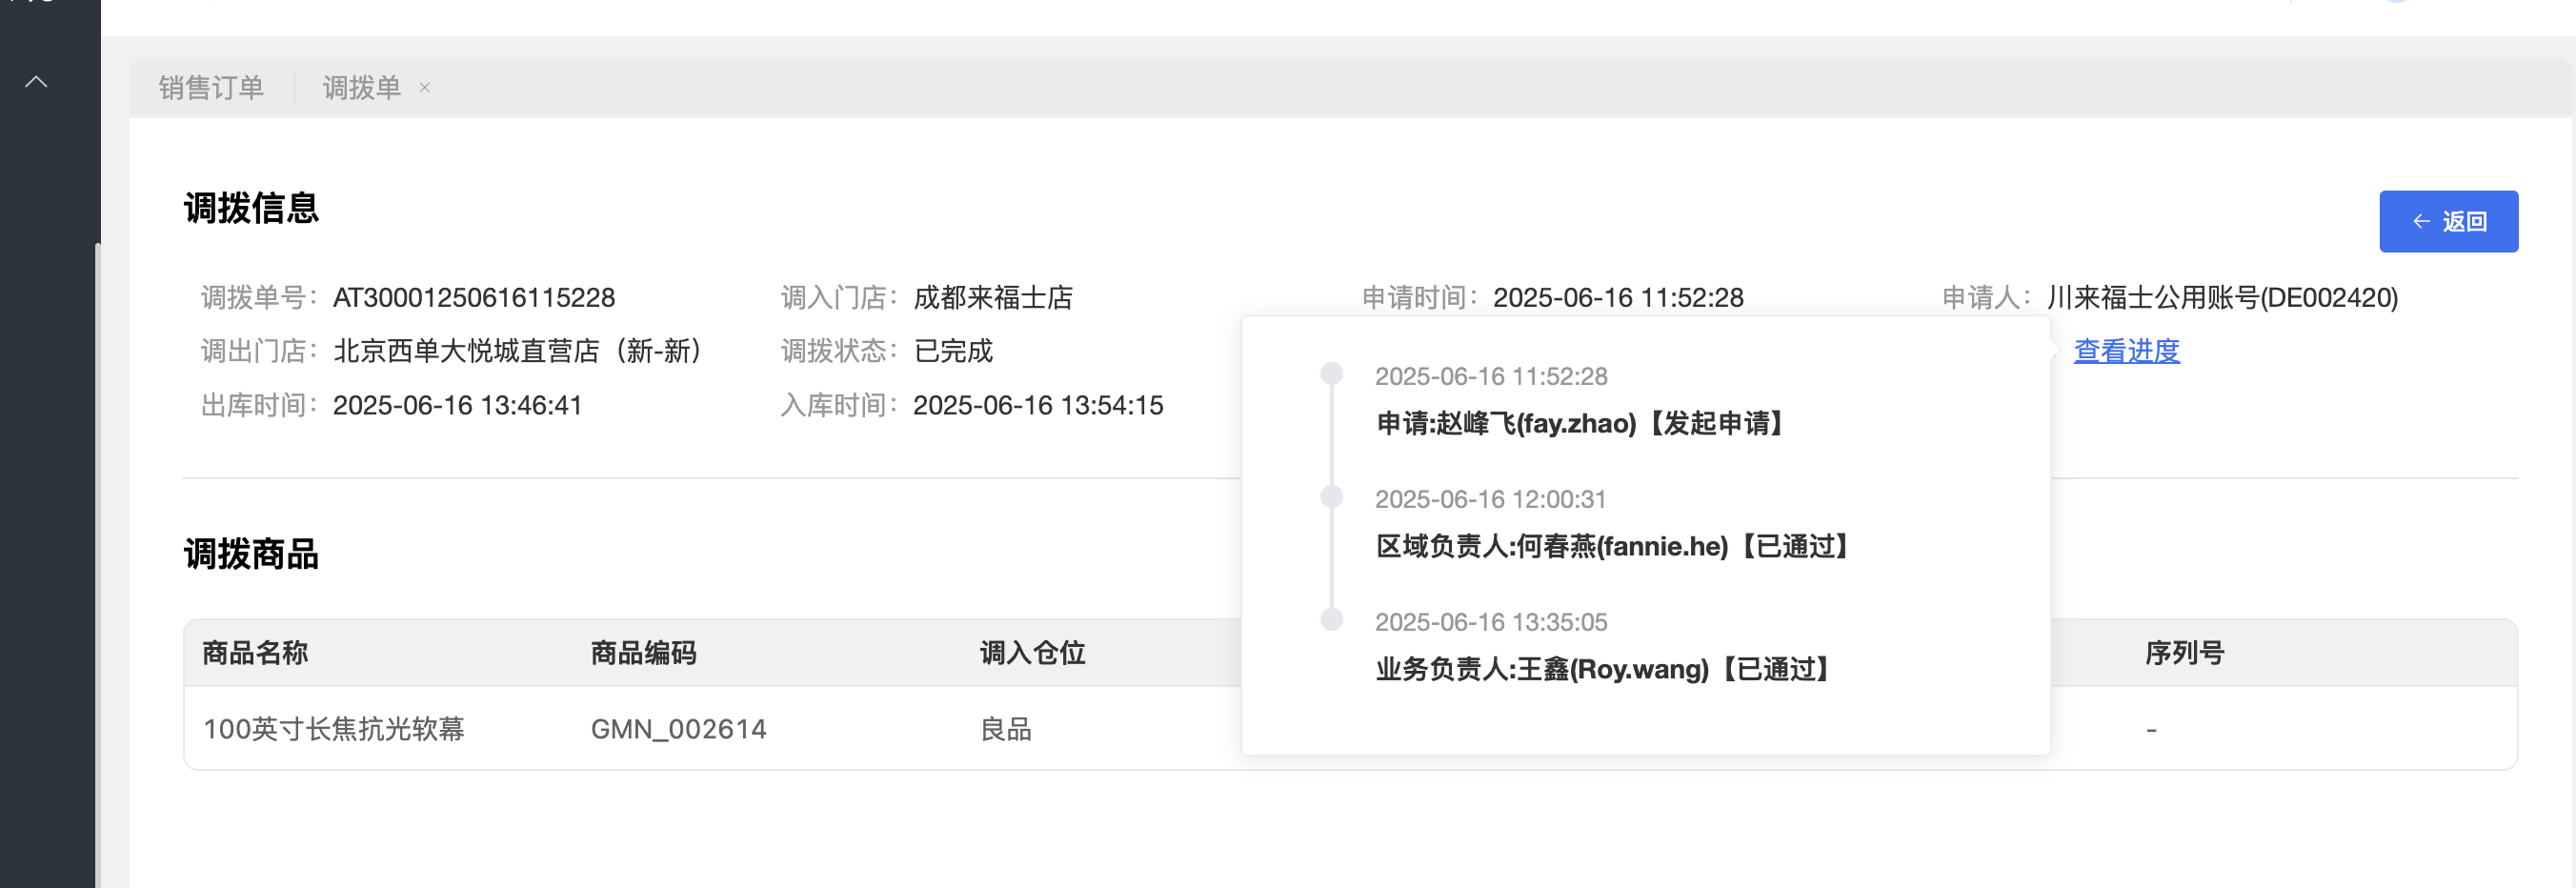 销售订单
调拨单 ×
调拨信息
← 返回
调拨单号： AT30001250616115228
调入门店： 成都来福士店
申请时间： 2025-06-16 11:52:28
申请人： 川来福士公用账号(DE002420)
调出门店： 北京西单大悦城直营店（新-新）
调拨状态： 已完成
查看进度
出库时间： 2025-06-16 13:46:41
入库时间： 2025-06-16 13:54:15
2025-06-16 11:52:28
申请:赵峰飞(fay.zhao)【发起申请】
2025-06-16 12:00:31
区域负责人:何春燕(fannie.he)【已通过】
2025-06-16 13:35:05
业务负责人:王鑫(Roy.wang)【已通过】
调拨商品
商品名称 商品编码 调入仓位 序列号
100英寸长焦抗光软幕 GMN_002614 良品 -